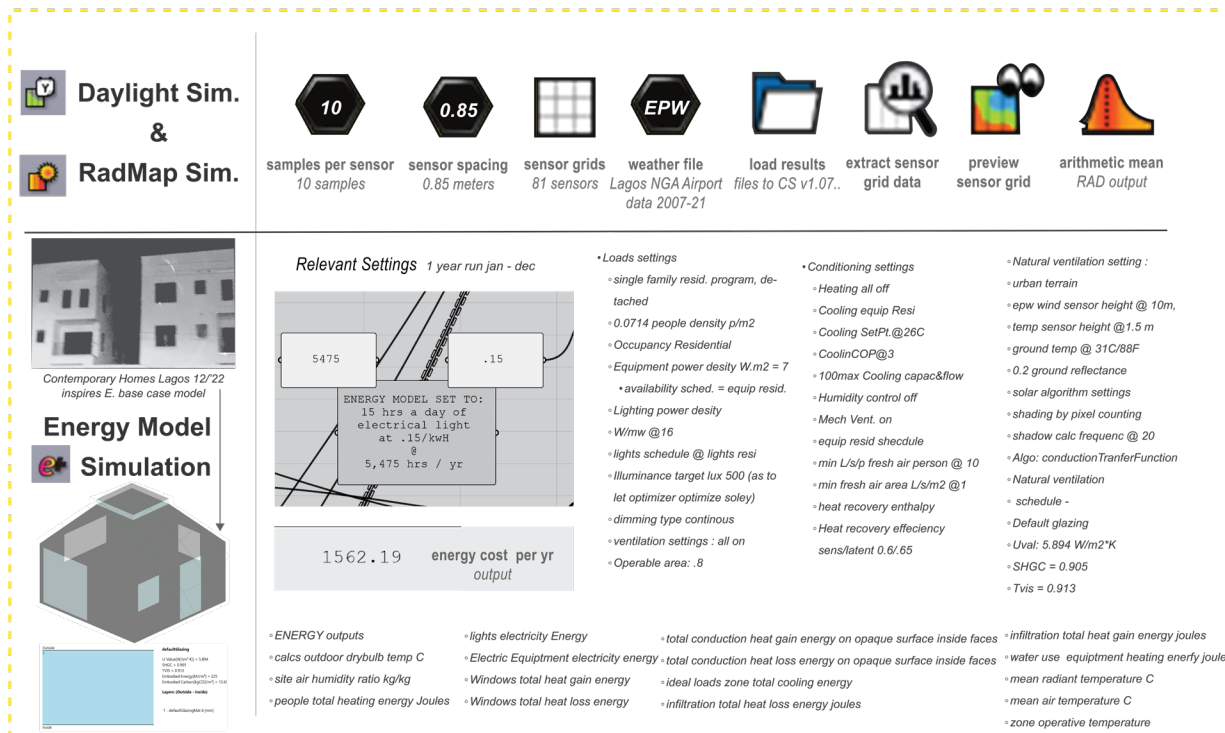 Daylight Sim.
&
RadMap Sim.
Y
10
samples per sensor
10 samples
0.85
sensor spacing
0.85 meters
sensor grids
81 sensors
EPW
weather file
Lagos NGA Airport
data 2007-21
load results
files to CS v1.07..
extract sensor
grid data
preview
sensor grid
arithmetic mean
RAD output
Contemporary Homes Lagos 12/'22
inspires E. base case model
Energy Model
e+
Simulation
Outside
Inside
defaultGlazing
U-Value[W/(m²·K)] = 5.894
SHGC = 0.905
TVIS = 0.913
Layers: (Outside - Inside)
Relevant Settings 1 year run jan - dec
5475
.15
ENERGY MODEL SET TO:
15 hrs a day of
electrical light
at .15/kwH
@
5,475 hrs / yr
1562.19
energy cost per yr
output
•Loads settings
◦single family resid. program, de-
tached
◦0.0714 people density p/m2
◦Occupancy Residential
◦Equipment power desity W.m2 = 7
•availability sched. = equip resid.
◦Lighting power desity
◦W/mw @16
◦lights schedule @ lights resi
◦Illuminance target lux 500 (as to
let optimizer optimize soley)
◦dimming type continous
◦ventilation settings : all on
◦Operable area: .8
•Conditioning settings
◦Heating all off
◦Cooling equip Resi
◦Cooling SetPt.@26C
◦CoolinCOP@3
◦100max Cooling capac&flow
◦Humidity control off
◦Mech Vent. on
◦equip resid shecdule
◦min L/s/p fresh air person @ 10
◦min fresh air area L/s/m2 @1
◦heat recovery enthalpy
◦Heat recovery effeciency
sens/latent 0.6/.65
◦Natural ventilation setting :
◦urban terrain
◦epw wind sensor height @ 10m,
◦temp sensor height @1.5 m
◦ground temp @ 31C/88F
◦0.2 ground reflectance
◦solar algorithm settings
◦shading by pixel counting
◦shadow calc frequenc @ 20
◦Algo: conductionTranferFunction
◦Natural ventilation
◦ schedule -
◦Default glazing
◦Uval: 5.894 W/m2*K
◦SHGC = 0.905
◦Tvis = 0.913
◦ENERGY outputs
◦calcs outdoor drybulb temp C
◦site air humidity ratio kg/kg
◦people total heating energy Joules
◦lights electricity Energy
◦Electric Equiptment electricity energy
◦Windows total heat gain energy
◦Windows total heat loss energy
◦total conduction heat gain energy on opaque surface inside faces
◦total conduction heat loss energy on opaque surface inside faces
◦ideal loads zone total cooling energy
◦infiltration total heat loss energy joules
◦infiltration total heat gain energy joules
◦water use equiptment heating enerfy joule
◦mean radiant temperature C
◦mean air temperature C
◦zone operative temperature